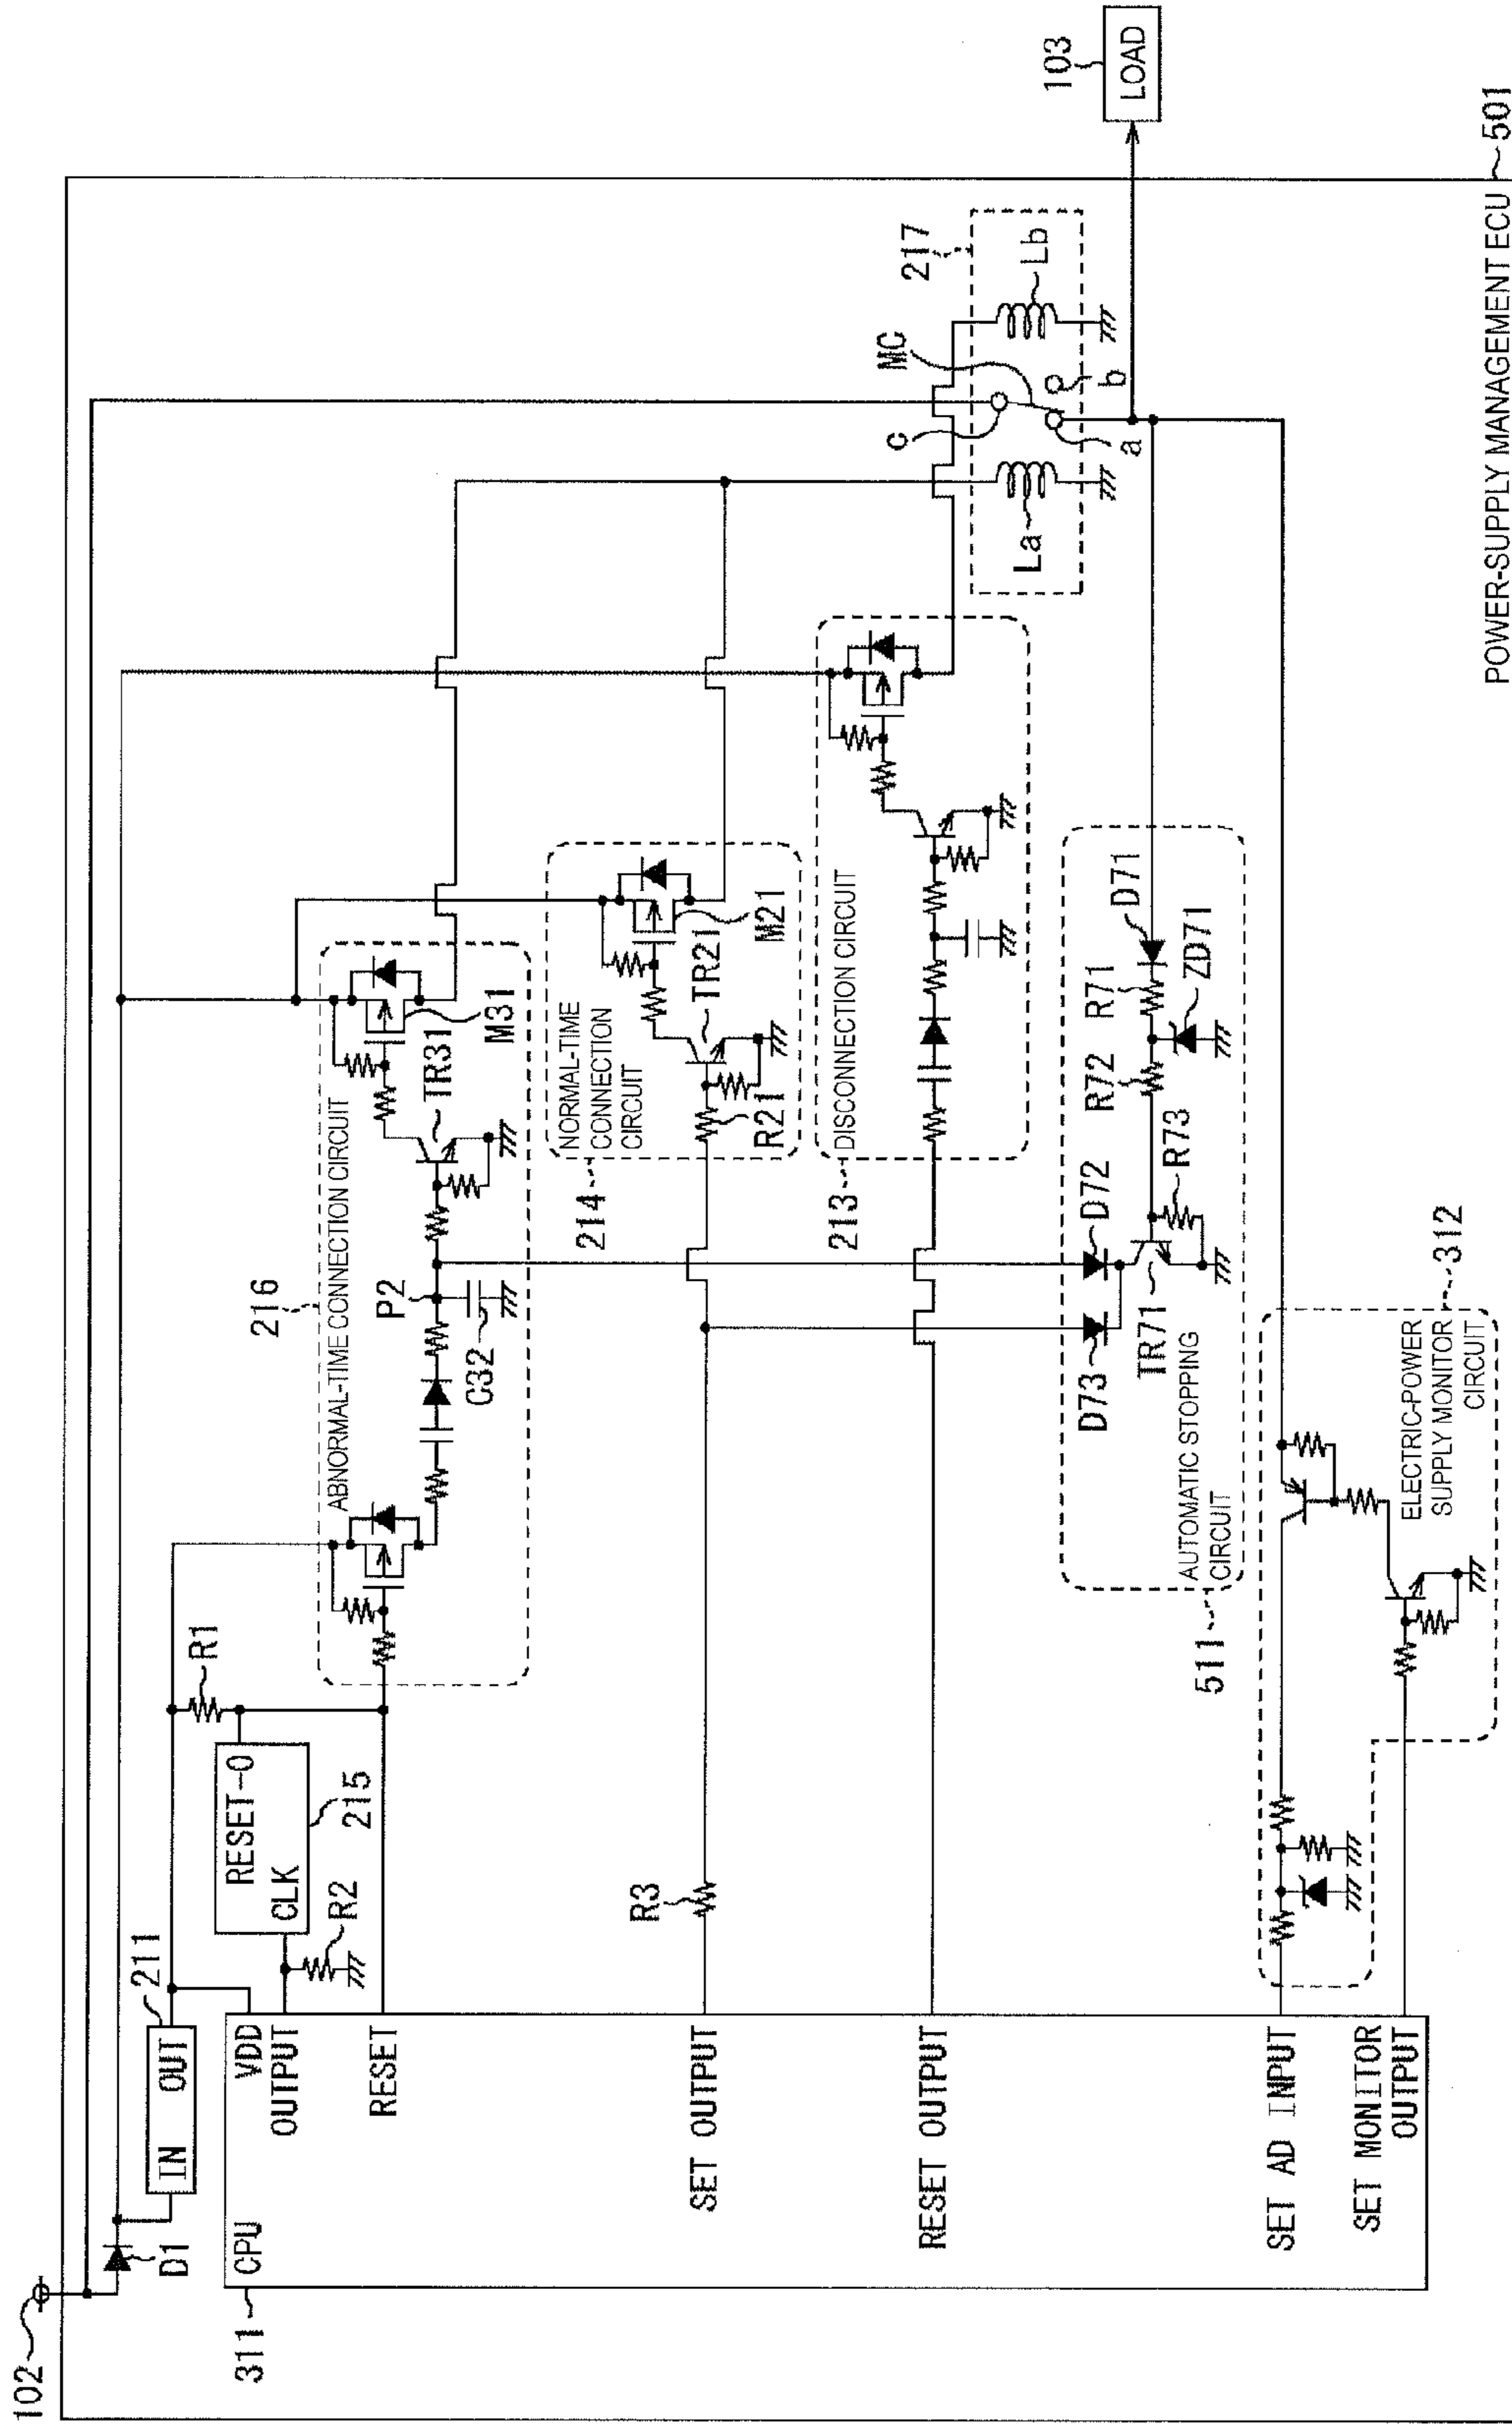 102
D1
IN OUT
211
311
CPU
VDD
OUTPUT
RESET
SET OUTPUT
RESET OUTPUT
SET AD INPUT
SET MONITOR
OUTPUT
RESET-O
CLK
215
R1
R2
R3
216
ABNORMAL-TIME CONNECTION CIRCUIT
P2
C32
TR31
M31
214
NORMAL-TIME
CONNECTION
CIRCUIT
R21
TR21
M21
213
DISCONNECTION CIRCUIT
511
AUTOMATIC STOPPING
CIRCUIT
D73
D72
TR71
R73
R72
R71
ZD71
D71
312
ELECTRIC-POWER
SUPPLY MONITOR
CIRCUIT
217
La
Lb
MC
c
a
b
103
LOAD
POWER-SUPPLY MANAGEMENT ECU
501